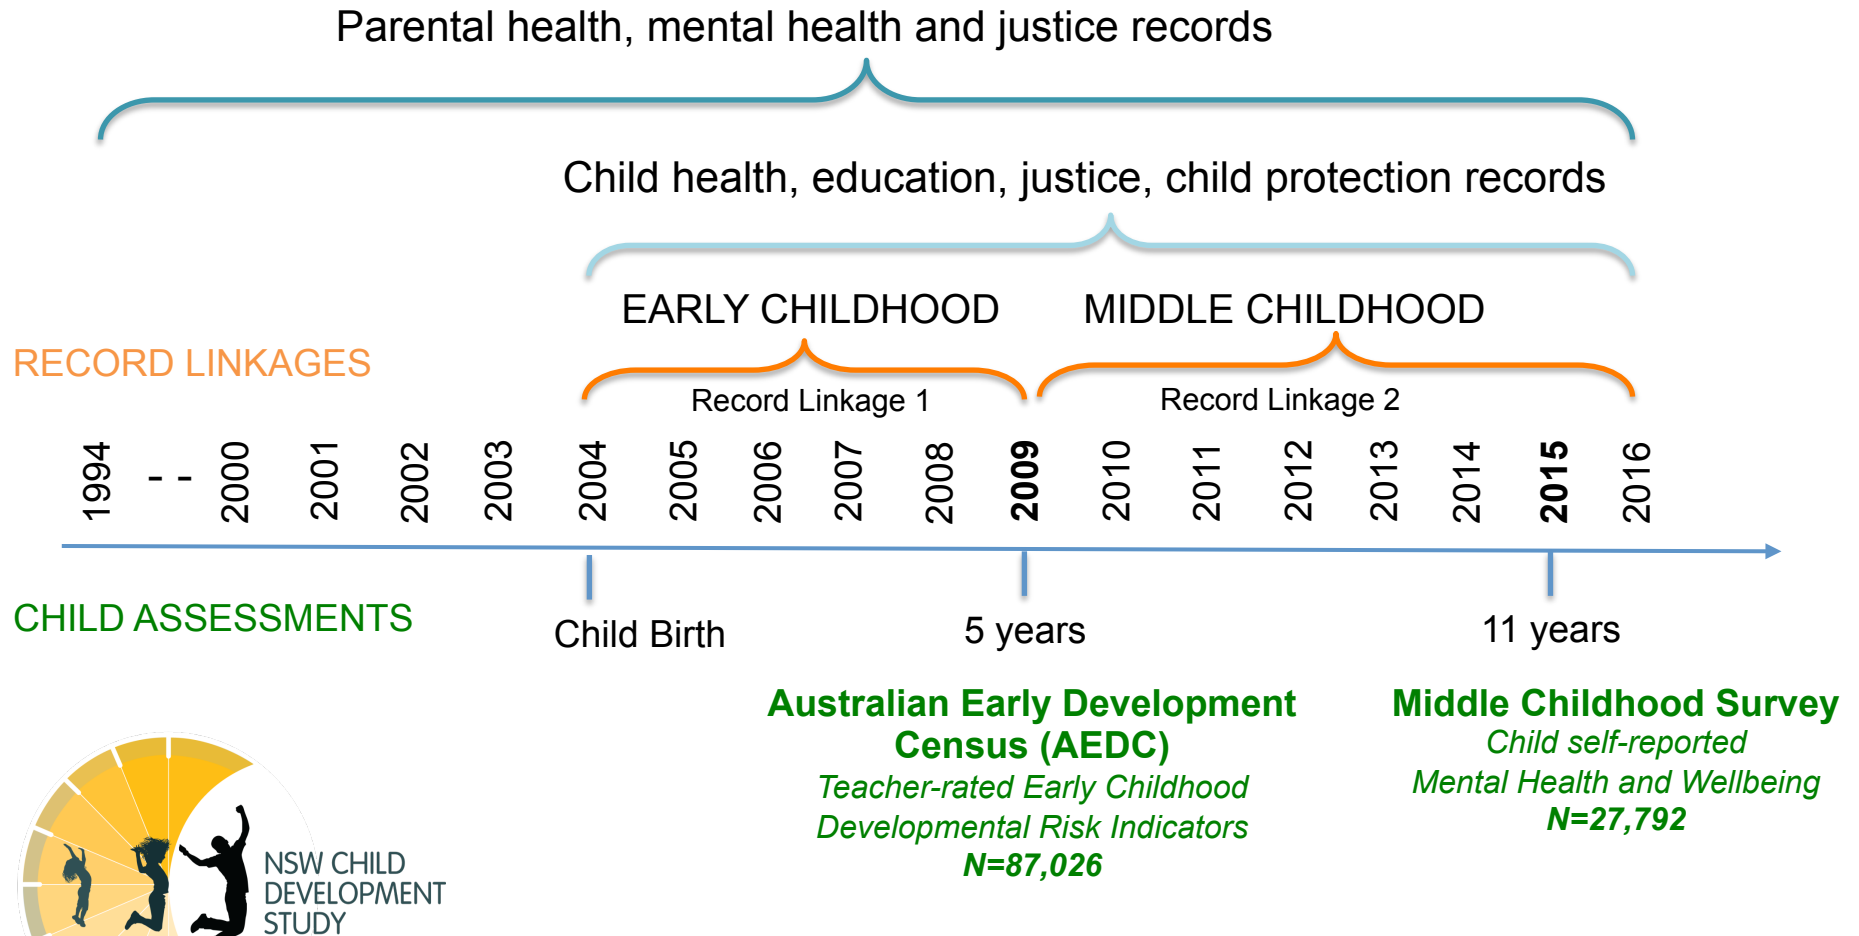 Parental health, mental health and justice records
Child health, education, justice, child protection records
EARLY CHILDHOOD
MIDDLE CHILDHOOD
RECORD LINKAGES
Record Linkage 1
Record Linkage 2
1994 - - 2000 2001 2002 2003 2004 2005 2006 2007 2008 2009 2010 2011 2012 2013 2014 2015 2016
CHILD ASSESSMENTS
Child Birth
5 years
11 years
Australian Early Development
Census (AEDC)
Teacher-rated Early Childhood
Developmental Risk Indicators
N=87,026
Middle Childhood Survey
Child self-reported
Mental Health and Wellbeing
N=27,792
NSW CHILD
DEVELOPMENT
STUDY